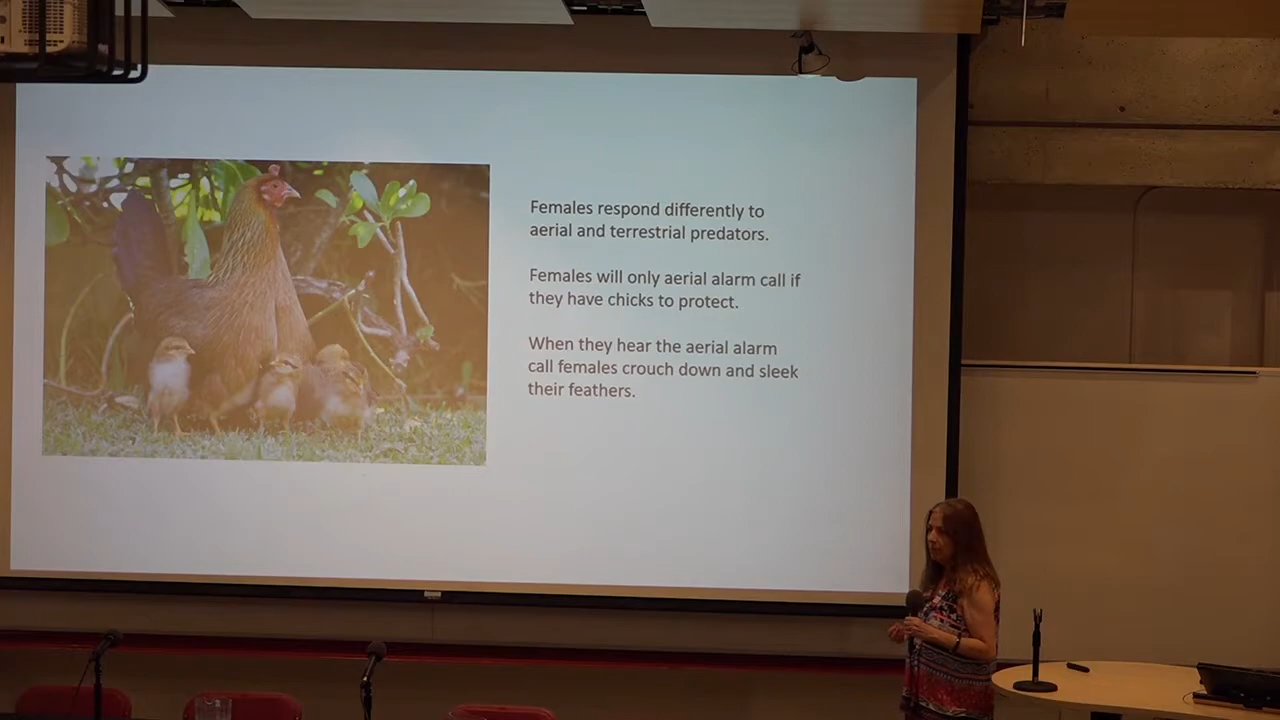 Females respond differently to
aerial and terrestrial predators.
Females will only aerial alarm call if
they have chicks to protect.
When they hear the aerial alarm
call females crouch down and sleek
their feathers.